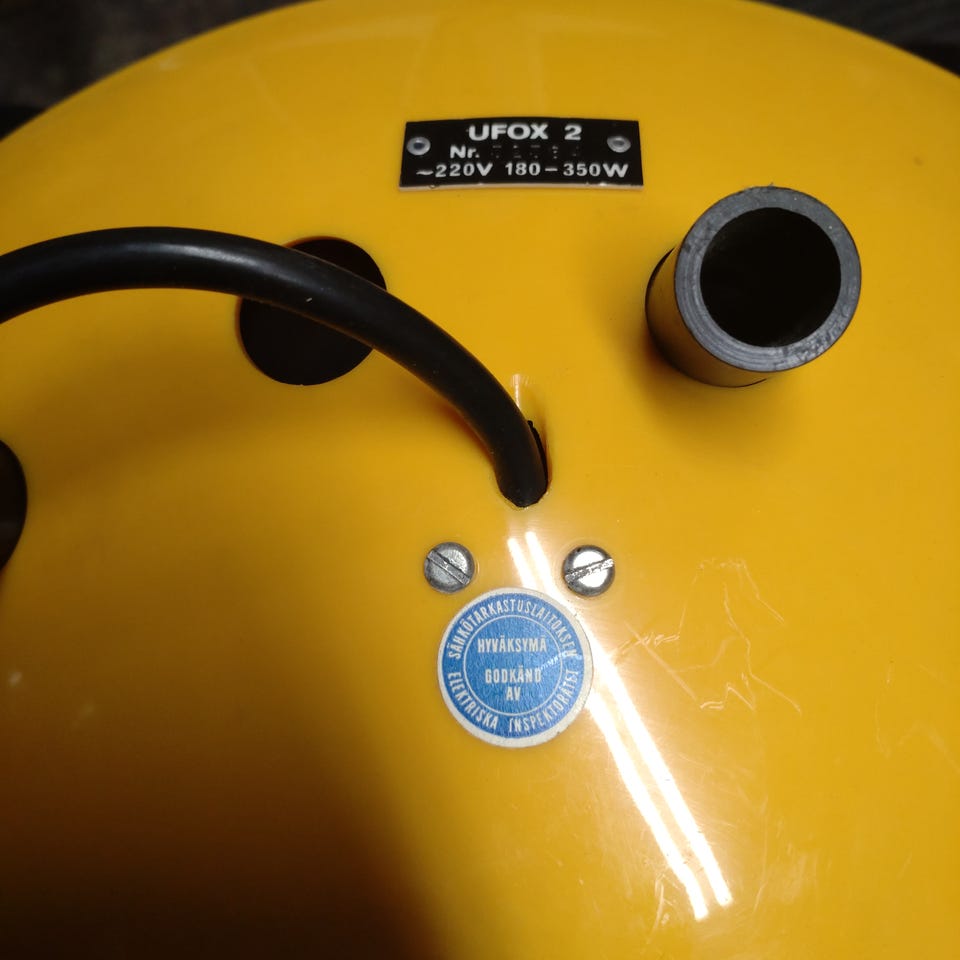 UFOX 2
Nr.
~220V 180-350W
SÄHKÖTARKASTUSLAITOKSEN
HYVÄKSYMÄ
GODKÄND
AV
ELEKTRISKA INSPEKTORATET